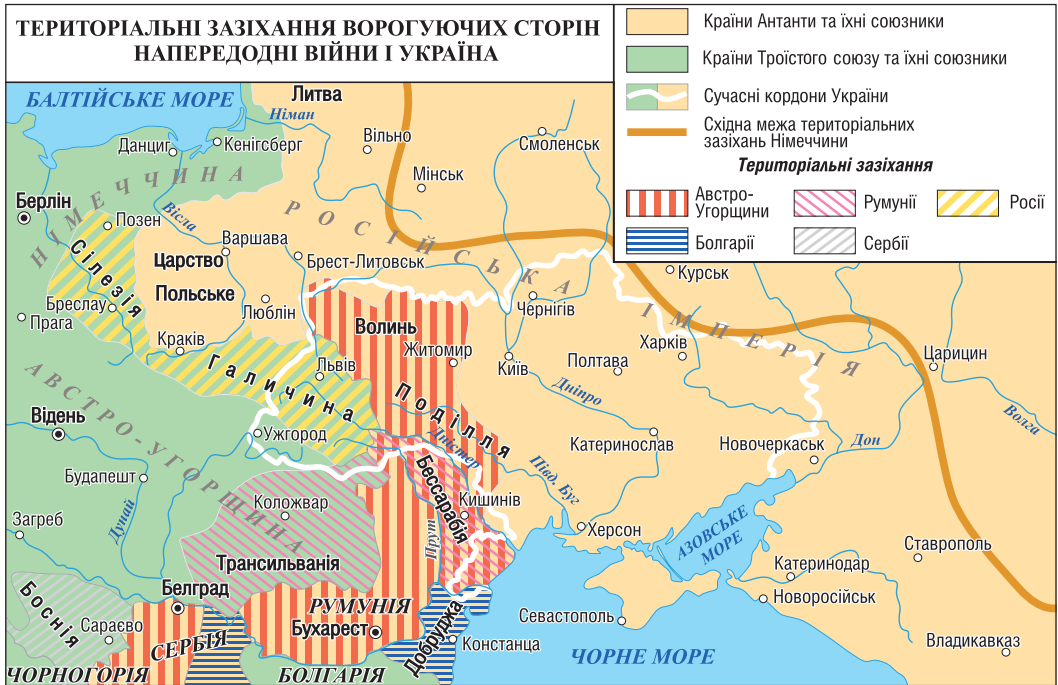 ТЕРИТОРІАЛЬНІ ЗАЗІХАННЯ ВОРОГУЮЧИХ СТОРІН
НАПЕРЕДОДНІ ВІЙНИ І УКРАЇНА
Країни Антанти та їхні союзники
Країни Троїстого союзу та їхні союзники
Сучасні кордони України
Східна межа територіальних
зазіхань Німеччини
Територіальні зазіхання
Австро-
Угорщини
Румунії
Росії
Болгарії
Сербії
БАЛТІЙСЬКЕ МОРЕ
Литва
Німан
Вільно
Смоленськ
Данциг
Кенігсберг
Мінськ
НІМЕЧЧИНА
Берлін
Позен
Вісла
РОСІЙСЬКА
ІМПЕРІЯ
Варшава
Брест-Литовськ
Царство
Польське
Сілезія
Курськ
Бреслау
Прага
Люблін
Чернігів
Волинь
Краків
Житомир
Київ
Полтава
Харків
Царицин
Львів
Галичина
Поділля
Дніпро
Волга
АВСТРО-УГОРЩИНА
Відень
Ужгород
Дністер
Катеринослав
Новочеркаськ
Дон
Будапешт
Півд. Буг
Бессарабія
Коложвар
Кишинів
Загреб
Дунай
Прут
Херсон
АЗОВСЬКЕ
МОРЕ
Ставрополь
Трансильванія
Катеринодар
Белград
РУМУНІЯ
Новоросійськ
Боснія
Сараєво
СЕРБІЯ
Бухарест
Добруджа
Севастополь
Констанца
Владикавказ
ЧОРНЕ МОРЕ
ЧОРНОГОРІЯ
БОЛГАРІЯ